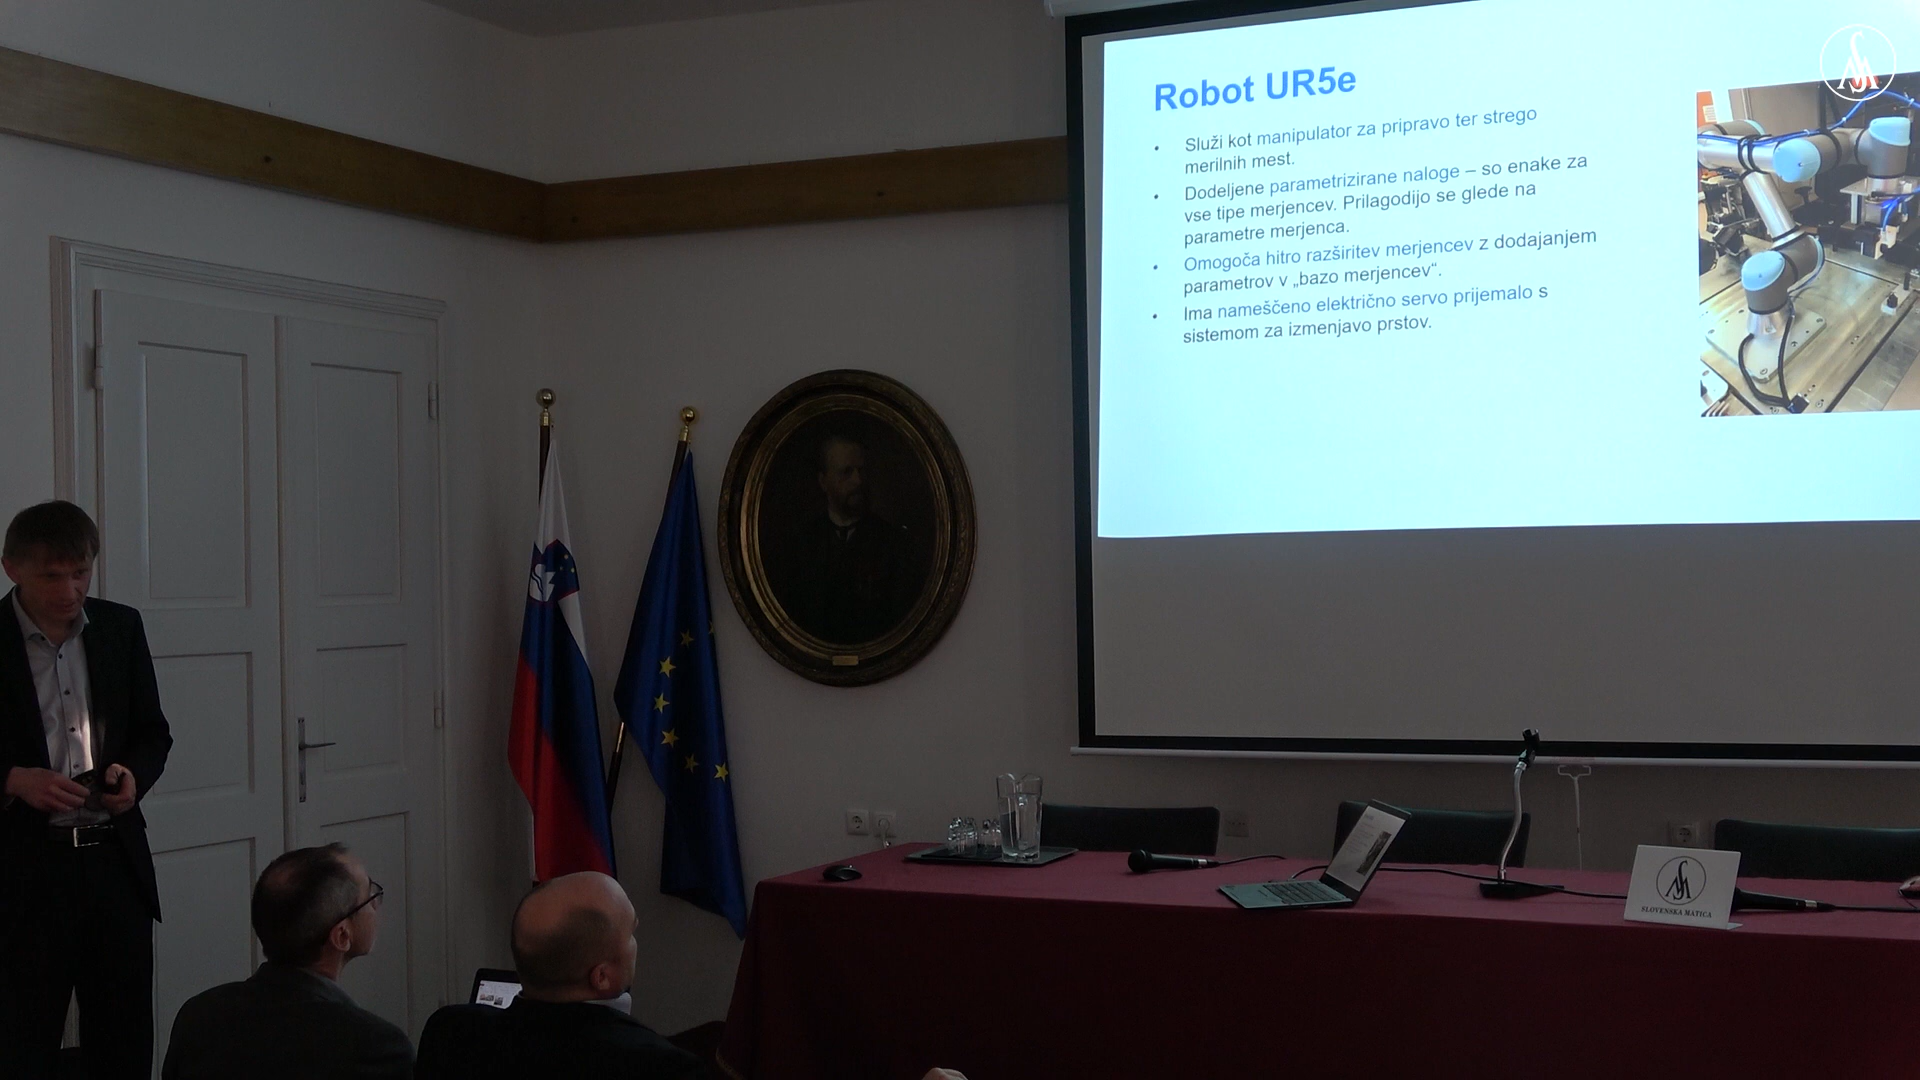 Robot UR5e
• Služi kot manipulator za pripravo ter strego
merilnih mest.
• Dodeljene parametrizirane naloge – so enake za
vse tipe merjencev. Prilagodijo se glede na
parametre merjenca.
• Omogoča hitro razširitev merjencev z dodajanjem
parametrov v „bazo merjencev“.
• Ima nameščeno električno servo prijemalo s
sistemom za izmenjavo prstov.
SLOVENSKA MATICA